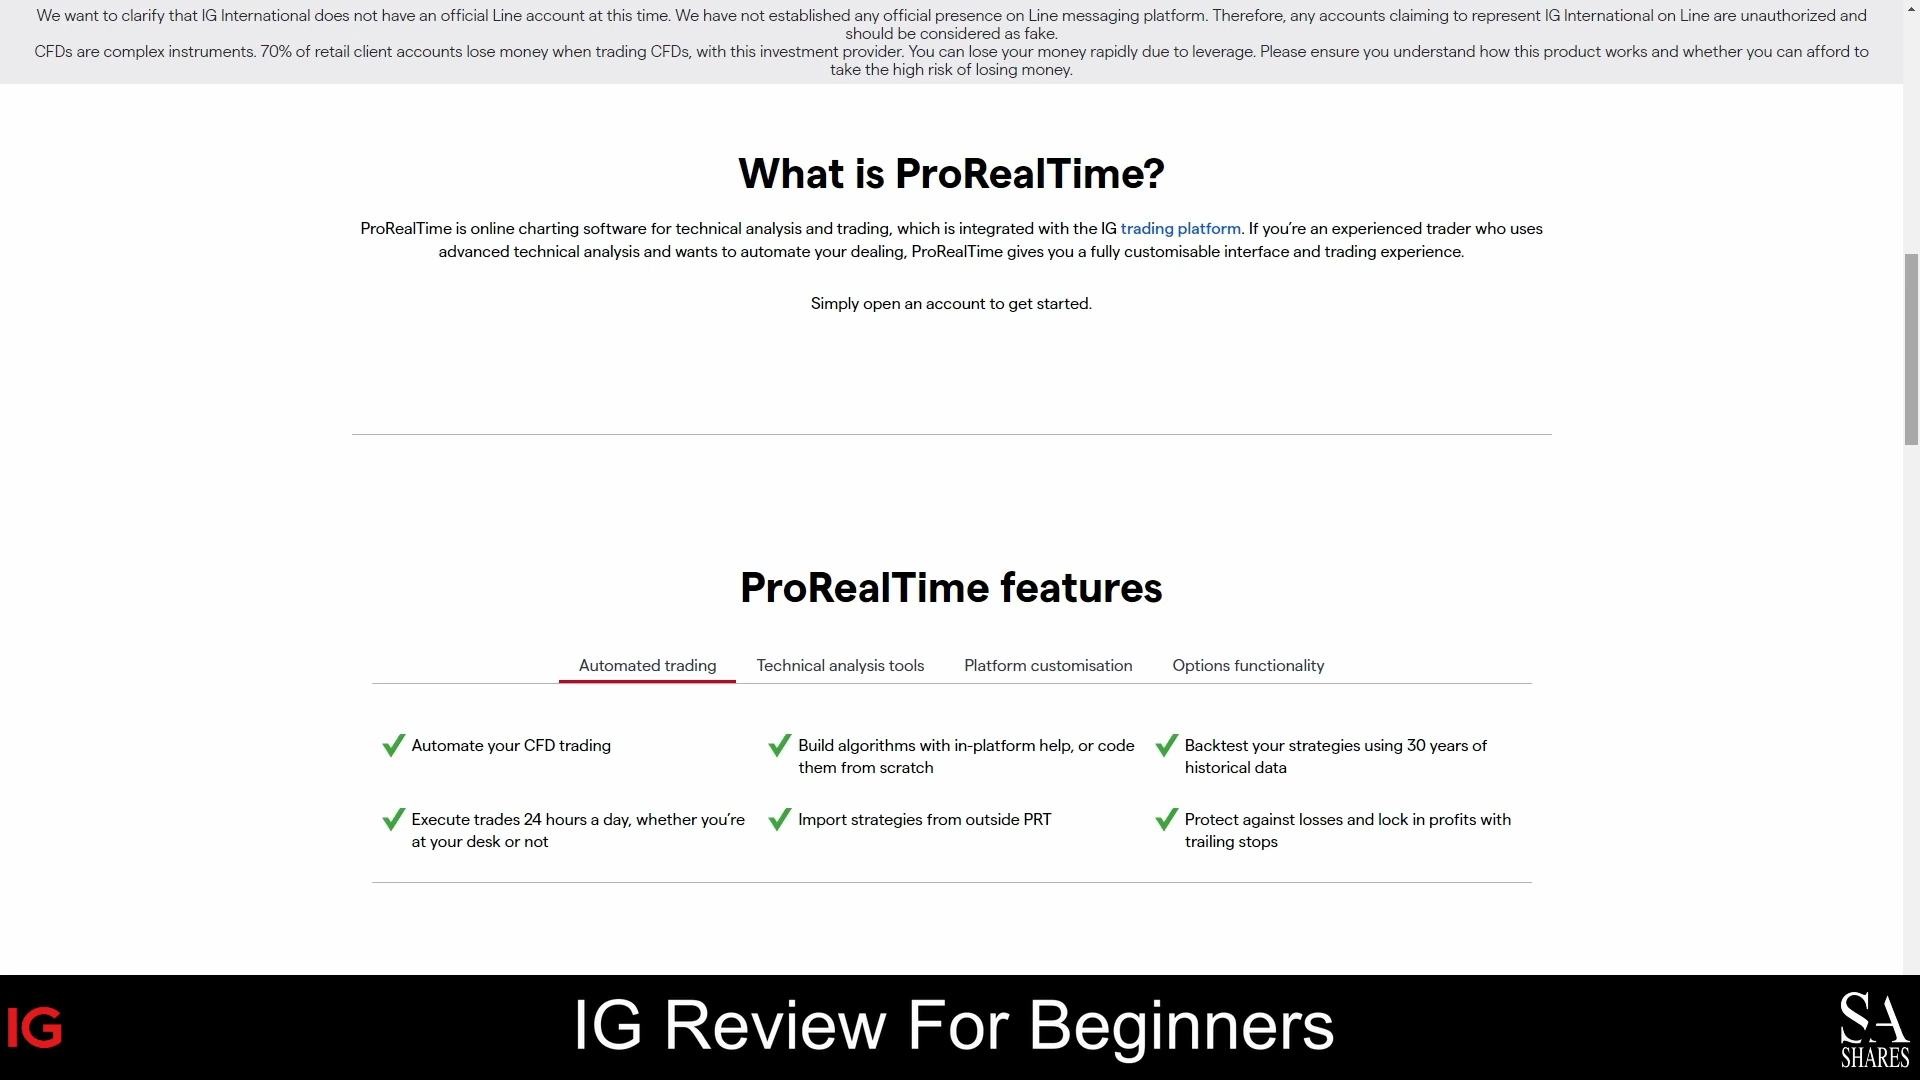 We want to clarify that IG International does not have an official Line account at this time. We have not established any official presence on Line messaging platform. Therefore, any accounts claiming to represent IG International on Line are unauthorized and
should be considered as fake.
CFDs are complex instruments. 70% of retail client accounts lose money when trading CFDs, with this investment provider. You can lose your money rapidly due to leverage. Please ensure you understand how this product works and whether you can afford to
take the high risk of losing money.
What is ProRealTime?
ProRealTime is online charting software for technical analysis and trading, which is integrated with the IG trading platform. If you're an experienced trader who uses
advanced technical analysis and wants to automate your dealing, ProRealTime gives you a fully customisable interface and trading experience.
Simply open an account to get started.
ProRealTime features
Automated trading Technical analysis tools Platform customisation Options functionality
Automate your CFD trading
Build algorithms with in-platform help, or code
them from scratch
Backtest your strategies using 30 years of
historical data
Execute trades 24 hours a day, whether you're
at your desk or not
Import strategies from outside PRT
Protect against losses and lock in profits with
trailing stops
IG
IG Review For Beginners
SA
SHARES